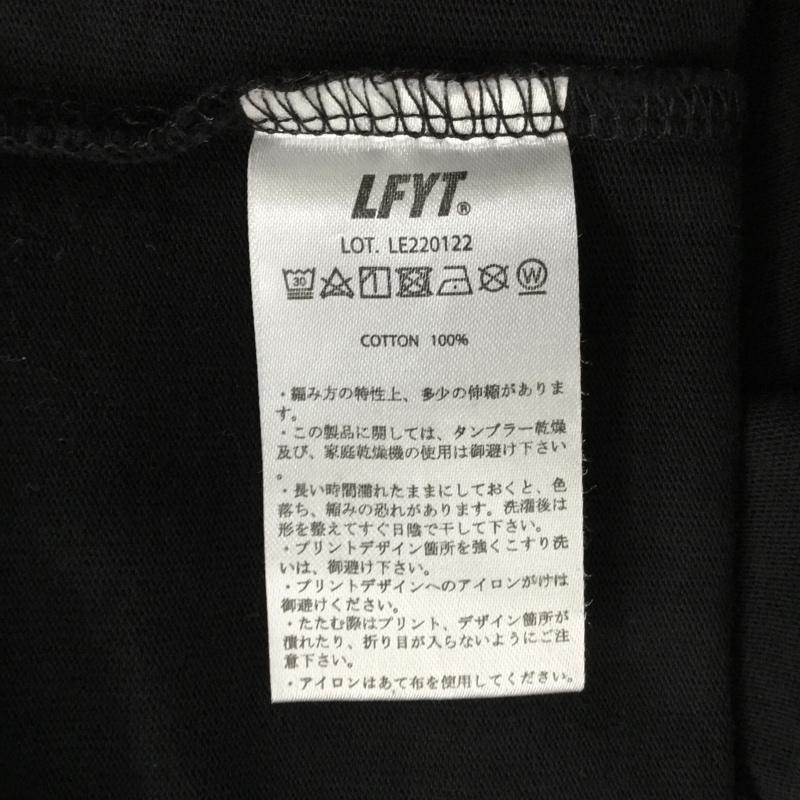 LFYT®
LOT. LE220122
30 W
COTTON 100%
・編み方の特性上、多少の伸縮がありま
す。
・この製品に関しては、タンブラー乾燥
及び、家庭乾燥機の使用は御避け下さい
。
・長い時間濡れたままにしておくと、色
落ち、縮みの恐れがあります。洗濯後は
形を整えてすぐ日陰で干して下さい。
・プリントデザイン箇所を強くこすり洗
いは、御避け下さい。
・プリントデザインへのアイロンがけは
御避けください。
・たたむ際はプリント、デザイン箇所が
潰れたり、折り目が入らないようにご注
意下さい。
・アイロンはあて布を使用してください。